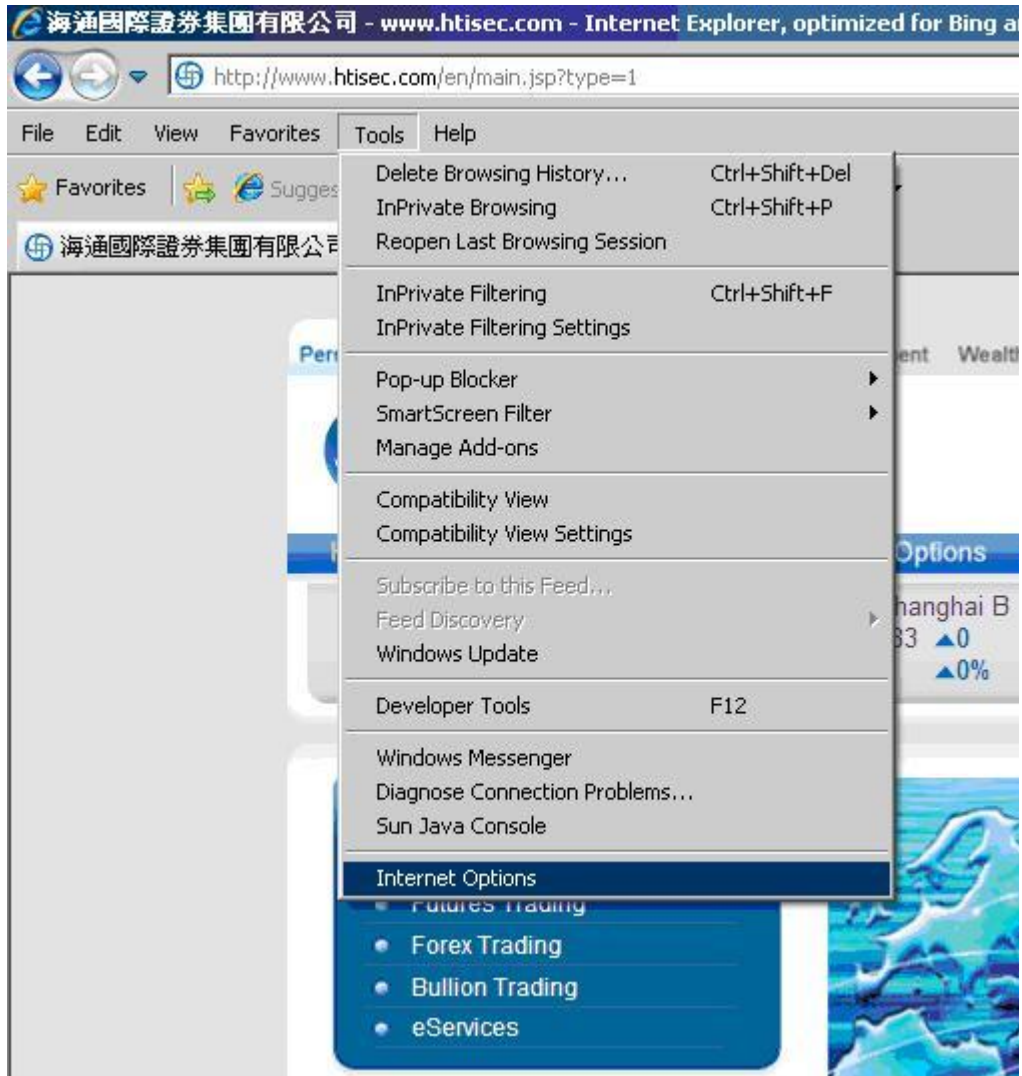 海通國際證券集團有限公司 - www.htisec.com - Internet Explorer, optimized for Bing
http://www.htisec.com/en/main.jsp?type=1
File Edit View Favorites Tools Help
Favorites
海通國際證券集團有限公司
Delete Browsing History... Ctrl+Shift+Del
InPrivate Browsing Ctrl+Shift+P
Reopen Last Browsing Session
InPrivate Filtering Ctrl+Shift+F
InPrivate Filtering Settings
Pop-up Blocker
SmartScreen Filter
Manage Add-ons
Compatibility View
Compatibility View Settings
Subscribe to this Feed...
Feed Discovery
Windows Update
Developer Tools F12
Windows Messenger
Diagnose Connection Problems...
Sun Java Console
Internet Options
Options
hanghai B
33 ▲0
▲0%
Futures Trading
Forex Trading
Bullion Trading
eServices